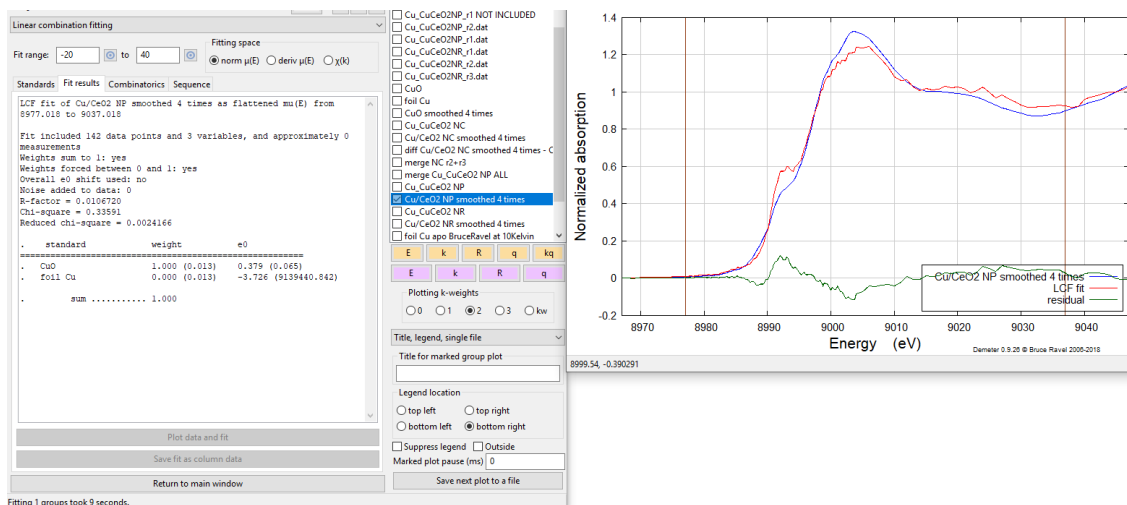 Linear combination fitting
Fit range: -20 to 40
Fitting space
norm μ(E) deriv μ(E) χ(k)
Standards Fit results Combinatorics Sequence
LCF fit of Cu/CeO2 NP smoothed 4 times as flattened mu(E) from
8977.018 to 9037.018
Fit included 142 data points and 3 variables, and approximately 0
measurements
Weights sum to 1: yes
Weights forced between 0 and 1: yes
Overall e0 shift used: no
Noise added to data: 0
R-factor = 0.0106720
Chi-square = 0.33591
Reduced chi-square = 0.0024166
. standard weight e0
===================================================
. CuO 1.000 (0.013) 0.379 (0.065)
. foil Cu 0.000 (0.013) -3.726 (9139440.842)
. sum ........... 1.000
Plot data and fit
Save fit as column data
Return to main window
Fitting 1 groups took 9 seconds.
Cu_CuCeO2NP_r1 NOT INCLUDED
Cu_CuCeO2NP_r2.dat
Cu_CuCeO2NP_r1.dat
Cu_CuCeO2NR_r1.dat
Cu_CuCeO2NR_r2.dat
Cu_CuCeO2NR_r3.dat
CuO
foil Cu
CuO smoothed 4 times
Cu_CuCeO2 NC
Cu/CeO2 NC smoothed 4 times
diff Cu/CeO2 NC smoothed 4 times - C
merge NC r2+r3
merge Cu_CuCeO2 NP ALL
Cu_CuCeO2 NP
Cu/CeO2 NP smoothed 4 times
Cu_CuCeO2 NR
Cu/CeO2 NR smoothed 4 times
foil Cu apo BruceRavel at 10Kelvin
E k R q kq
E k R q
Plotting k-weights
0 1 2 3 kw
Title, legend, single file
Title for marked group plot
Legend location
top left top right
bottom left bottom right
Suppress legend Outside
Marked plot pause (ms) 0
Save next plot to a file
Normalized absorption
1.4
1.2
1
0.8
0.6
0.4
0.2
0
-0.2
Cu/CeO2 NP smoothed 4 times
LCF fit
residual
8970 8980 8990 9000 9010 9020 9030 9040
Energy (eV)
Demeter 0.9.26 © Bruce Ravel 2006-2018
8999.54, -0.390291